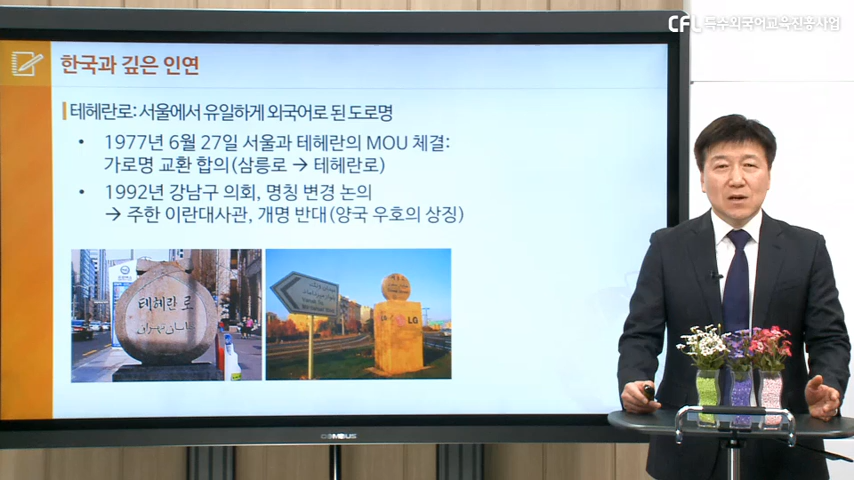 CFL 특수외국어교육진흥사업
한국과 깊은 인연
테헤란로: 서울에서 유일하게 외국어로 된 도로명
• 1977년 6월 27일 서울과 테헤란의 MOU 체결:
가로명 교환 합의(삼릉로 → 테헤란로)
• 1992년 강남구 의회, 명칭 변경 논의
→ 주한 이란대사관, 개명 반대(양국 우호의 상징)
테헤란로
LG